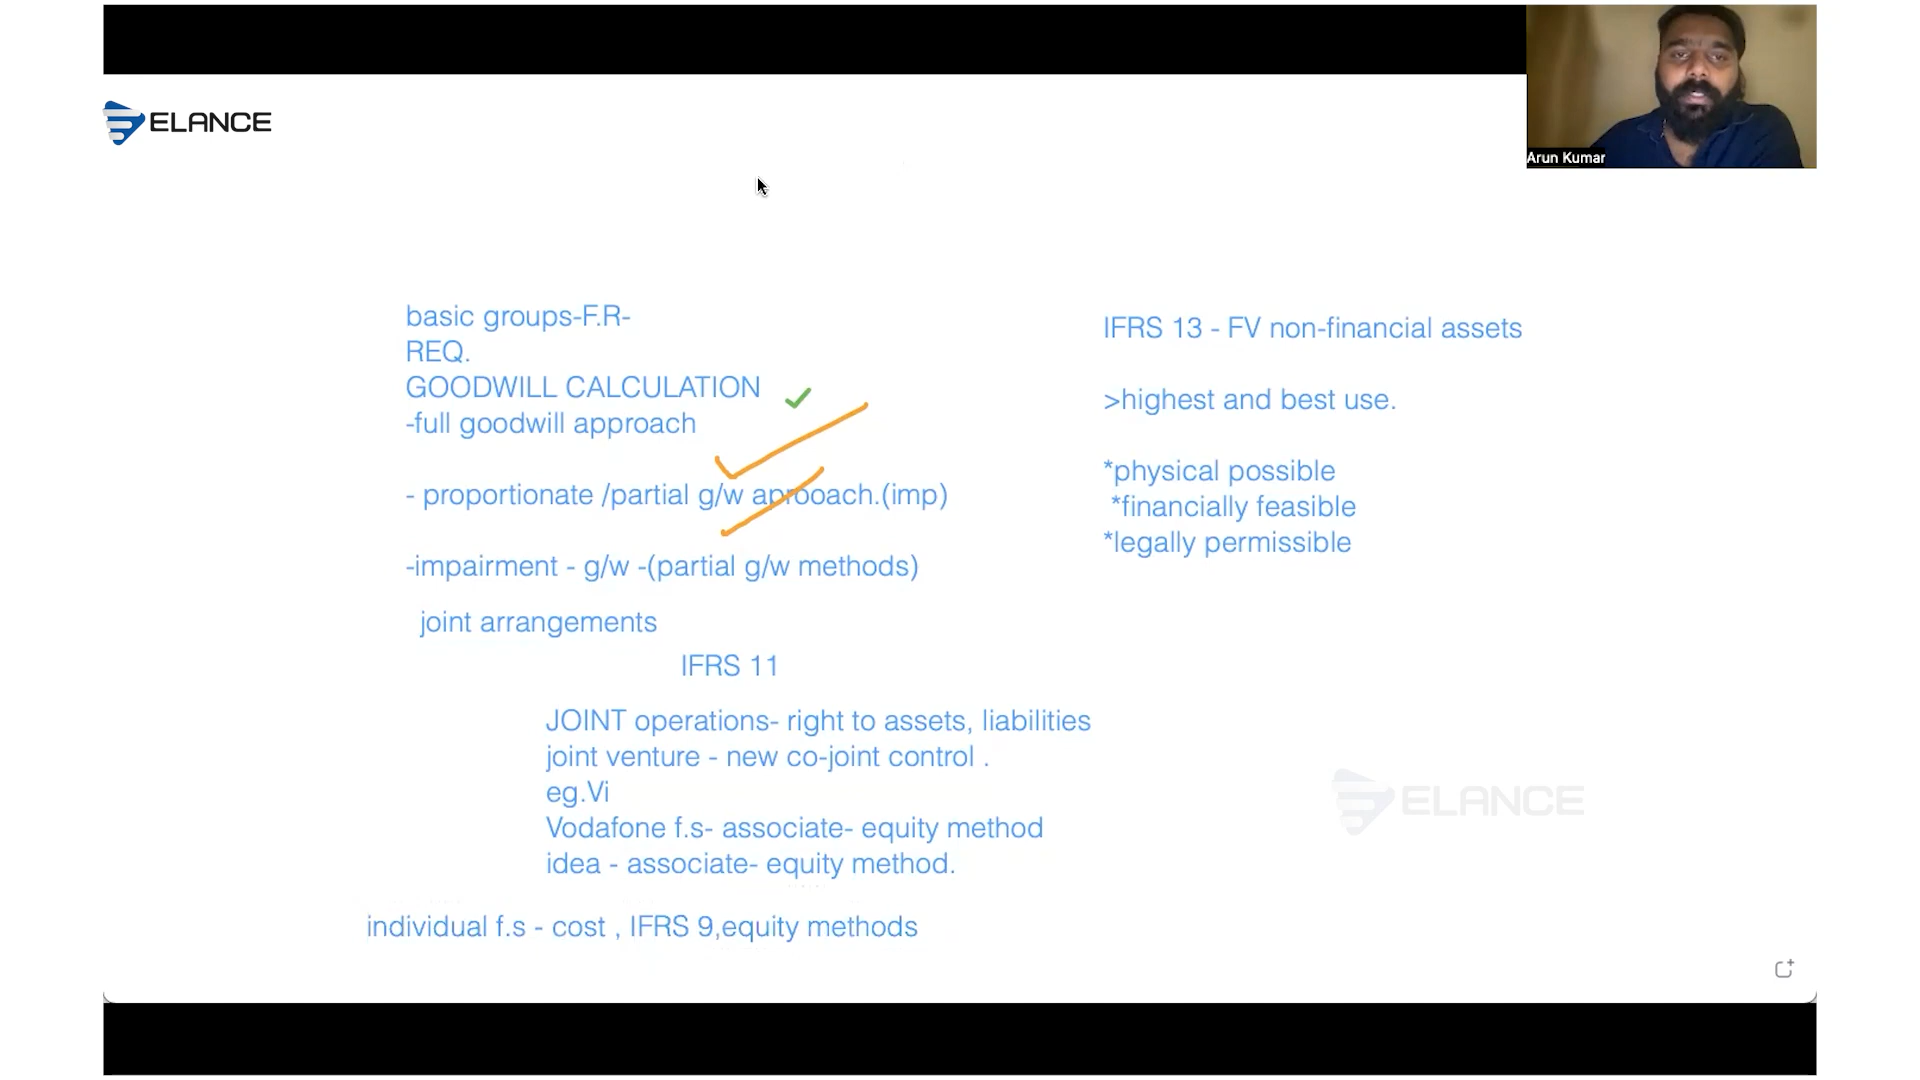 ELANCE
Arun Kumar
basic groups-F.R-
REQ.
GOODWILL CALCULATION
-full goodwill approach
- proportionate /partial g/w aprooach.(imp)
-impairment - g/w -(partial g/w methods)
joint arrangements
IFRS 11
JOINT operations- right to assets, liabilities
joint venture - new co-joint control .
eg.Vi
Vodafone f.s- associate- equity method
idea - associate- equity method.
individual f.s - cost , IFRS 9,equity methods
IFRS 13 - FV non-financial assets
>highest and best use.
*physical possible
*financially feasible
*legally permissible
ELANCE